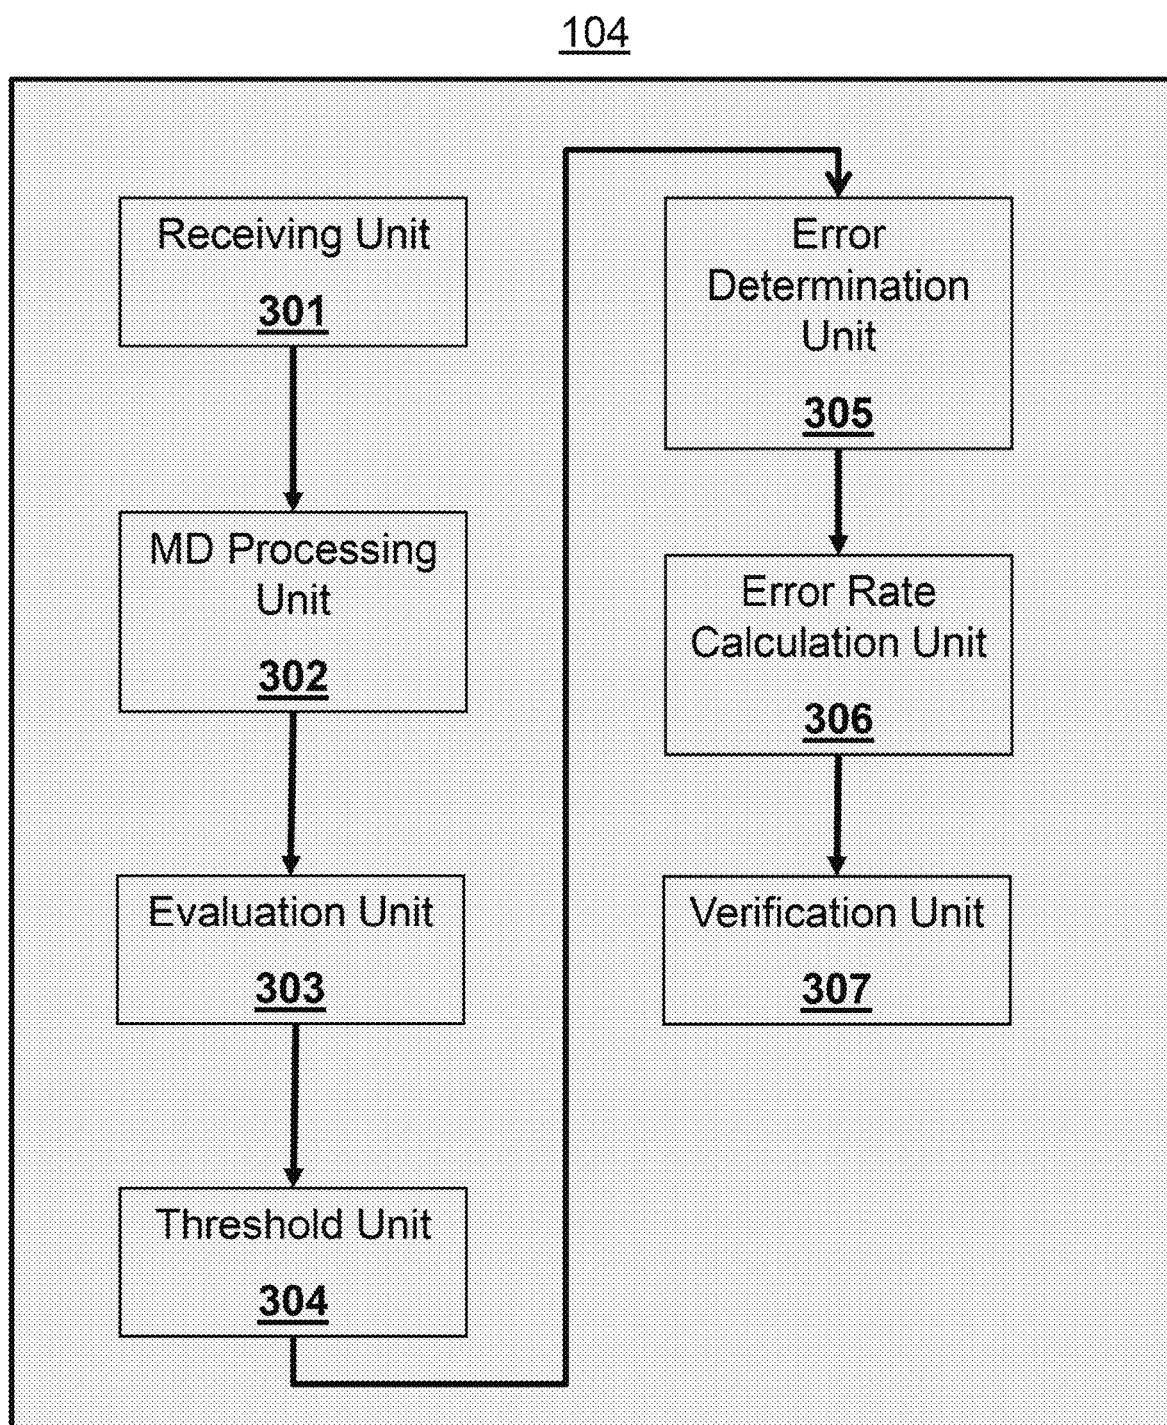 104
Receiving Unit
301
MD Processing
Unit
302
Evaluation Unit
303
Threshold Unit
304
Error
Determination
Unit
305
Error Rate
Calculation Unit
306
Verification Unit
307